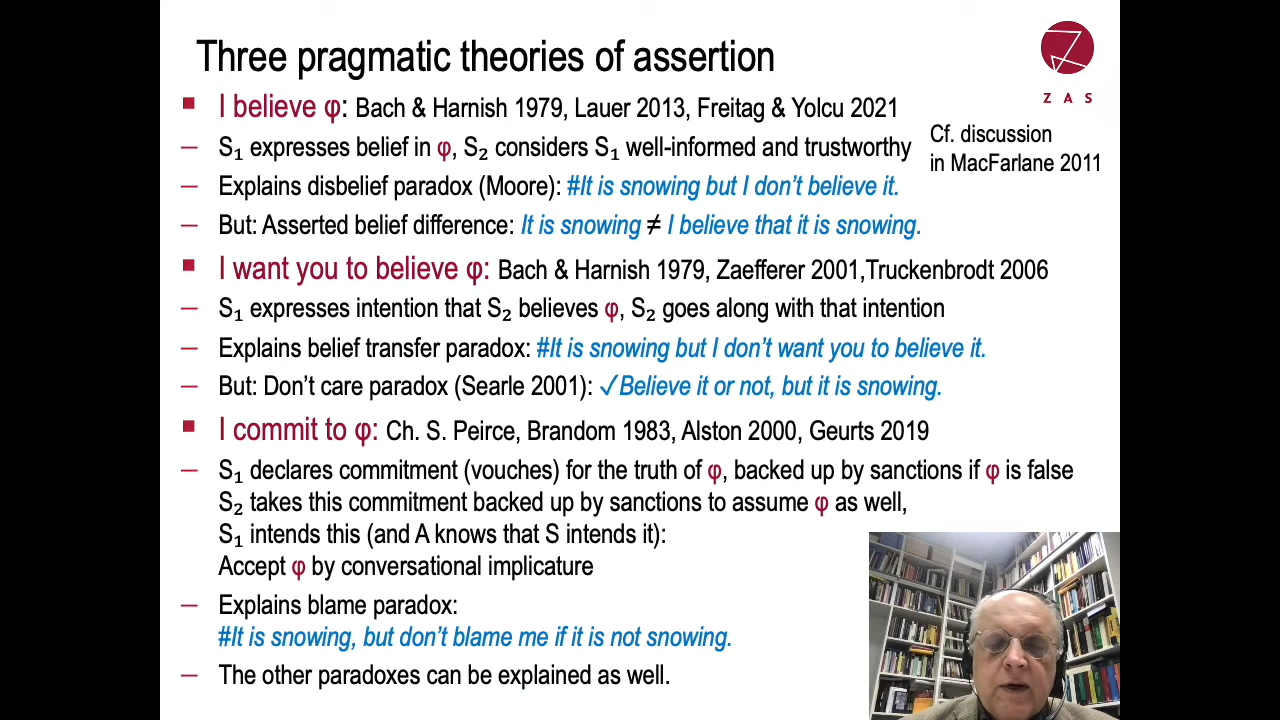 Three pragmatic theories of assertion
Z A S
■ I believe φ: Bach & Harnish 1979, Lauer 2013, Freitag & Yolcu 2021
Cf. discussion
in MacFarlane 2011
– S₁ expresses belief in φ, S₂ considers S₁ well-informed and trustworthy
– Explains disbelief paradox (Moore): #It is snowing but I don’t believe it.
– But: Asserted belief difference: It is snowing ≠ I believe that it is snowing.
■ I want you to believe φ: Bach & Harnish 1979, Zaefferer 2001,Truckenbrodt 2006
– S₁ expresses intention that S₂ believes φ, S₂ goes along with that intention
– Explains belief transfer paradox: #It is snowing but I don’t want you to believe it.
– But: Don’t care paradox (Searle 2001): ✓Believe it or not, but it is snowing.
■ I commit to φ: Ch. S. Peirce, Brandom 1983, Alston 2000, Geurts 2019
– S₁ declares commitment (vouches) for the truth of φ, backed up by sanctions if φ is false
S₂ takes this commitment backed up by sanctions to assume φ as well,
S₁ intends this (and A knows that S intends it):
Accept φ by conversational implicature
– Explains blame paradox:
#It is snowing, but don’t blame me if it is not snowing.
– The other paradoxes can be explained as well.